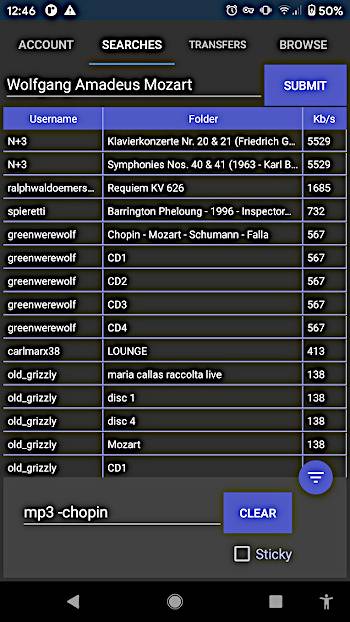 12:46 50%
ACCOUNT SEARCHES TRANSFERS BROWSE
Wolfgang Amadeus Mozart SUBMIT
Username Folder Kb/s
N+3 Klavierkonzerte Nr. 20 & 21 (Friedrich G... 5529
N+3 Symphonies Nos. 40 & 41 (1963 - Karl B... 5529
ralphwaldoemers... Requiem KV 626 1685
spieretti Barrington Pheloung - 1996 - Inspector... 732
greenwerewolf Chopin - Mozart - Schumann - Falla 567
greenwerewolf CD1 567
greenwerewolf CD2 567
greenwerewolf CD3 567
greenwerewolf CD4 567
carlmarx38 LOUNGE 413
old_grizzly maria callas raccolta live 138
old_grizzly disc 1 138
old_grizzly disc 4 138
old_grizzly Mozart 138
old_grizzly CD1 138
mp3 -chopin CLEAR
Sticky